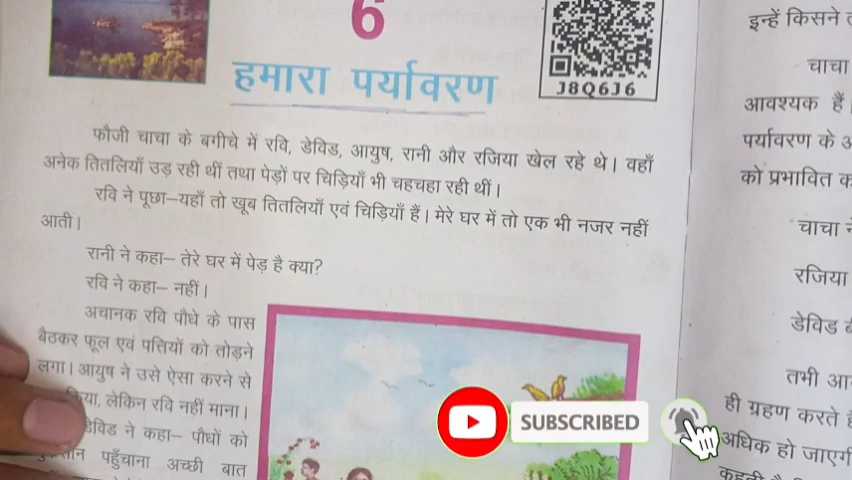 6
हमारा पर्यावरण
J8Q6J6
फौजी चाचा के बगीचे में रवि, डेविड, आयुष, रानी और रजिया खेल रहे थे। वहाँ
अनेक तितलियाँ उड़ रही थीं तथा पेड़ों पर चिड़ियाँ भी चहचहा रही थीं।
रवि ने पूछा–यहाँ तो खूब तितलियाँ एवं चिड़ियाँ हैं। मेरे घर में तो एक भी नजर नहीं
आती।
रानी ने कहा– तेरे घर में पेड़ है क्या?
रवि ने कहा– नहीं।
अचानक रवि पौधे के पास
बैठकर फूल एवं पत्तियों को तोड़ने
लगा। आयुष ने उसे ऐसा करने से
लेकिन रवि नहीं माना।
डेविड ने कहा– पौधों को
पहुँचाना अच्छी बात
इन्हें किसने
चाचा
आवश्यक हैं।
पर्यावरण के
को प्रभावित
चाचा
रजिया
डेविड
तभी
ही ग्रहण करते
अधिक हो
SUBSCRIBED